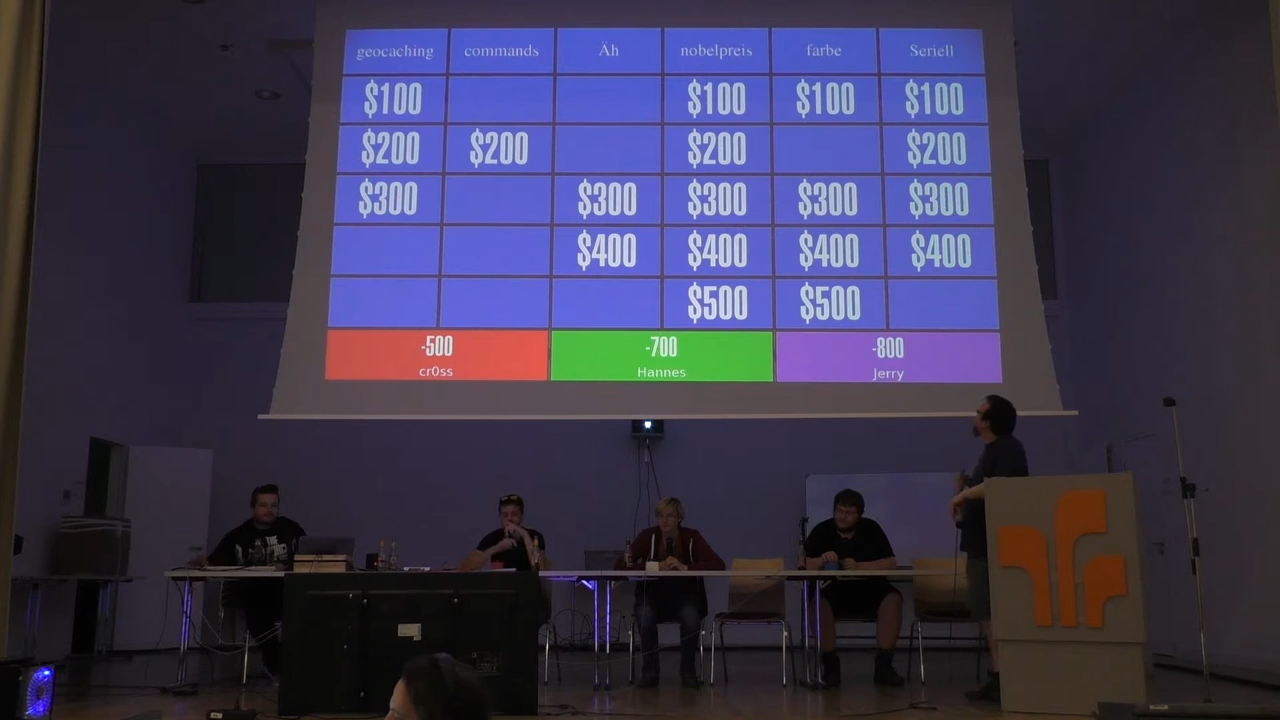 geocaching commands Äh nobelpreis farbe Seriell
$100 $100 $100 $100
$200 $200 $200 $200
$300 $300 $300 $300 $300
$400 $400 $400 $400
$500 $500
-500 -700 -800
cr0ss Hannes Jerry
THE